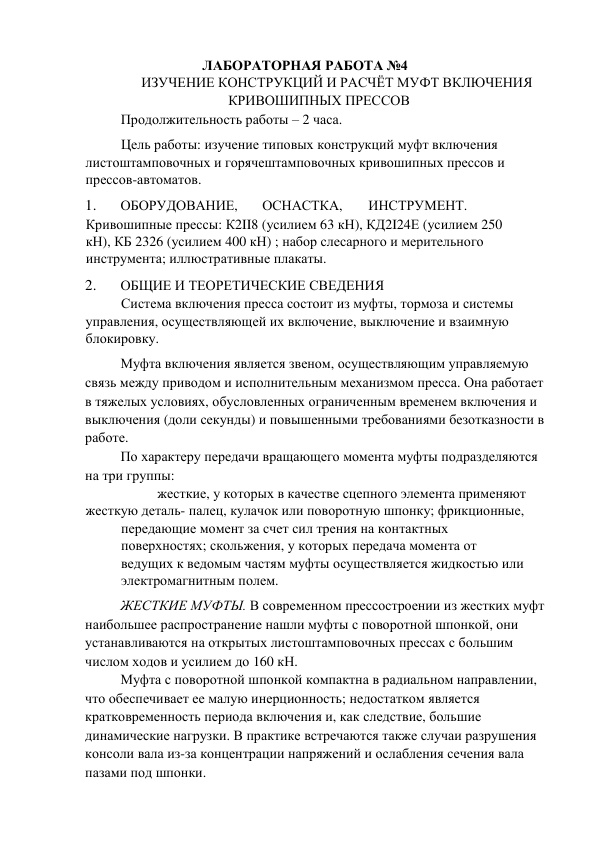 ЛАБОРАТОРНАЯ РАБОТА №4
ИЗУЧЕНИЕ КОНСТРУКЦИЙ И РАСЧЁТ МУФТ ВКЛЮЧЕНИЯ
КРИВОШИПНЫХ ПРЕССОВ
Продолжительность работы – 2 часа.
Цель работы: изучение типовых конструкций муфт включения
листоштамповочных и горячештамповочных кривошипных прессов и
прессов-автоматов.
1. ОБОРУДОВАНИЕ, ОСНАСТКА, ИНСТРУМЕНТ.
Кривошипные прессы: К2II8 (усилием 63 кН), КД2I24Е (усилием 250
кН), КБ 2326 (усилием 400 кН) ; набор слесарного и мерительного
инструмента; иллюстративные плакаты.
2. ОБЩИЕ И ТЕОРЕТИЧЕСКИЕ СВЕДЕНИЯ
Система включения пресса состоит из муфты, тормоза и системы
управления, осуществляющей их включение, выключение и взаимную
блокировку.
Муфта включения является звеном, осуществляющим управляемую
связь между приводом и исполнительным механизмом пресса. Она работает
в тяжелых условиях, обусловленных ограниченным временем включения и
выключения (доли секунды) и повышенными требованиями безотказности в
работе.
По характеру передачи вращающего момента муфты подразделяются
на три группы:
жесткие, у которых в качестве сцепного элемента применяют
жесткую деталь- палец, кулачок или поворотную шпонку; фрикционные,
передающие момент за счет сил трения на контактных
поверхностях; скольжения, у которых передача момента от
ведущих к ведомым частям муфты осуществляется жидкостью или
электромагнитным полем.
ЖЕСТКИЕ МУФТЫ. В современном прессостроении из жестких муфт
наибольшее распространение нашли муфты с поворотной шпонкой, они
устанавливаются на открытых листоштамповочных прессах с большим
числом ходов и усилием до 160 кН.
Муфта с поворотной шпонкой компактна в радиальном направлении,
что обеспечивает ее малую инерционность; недостатком является
кратковременность периода включения и, как следствие, большие
динамические нагрузки. В практике встречаются также случаи разрушения
консоли вала из-за концентрации напряжений и ослабления сечения вала
пазами под шпонки.